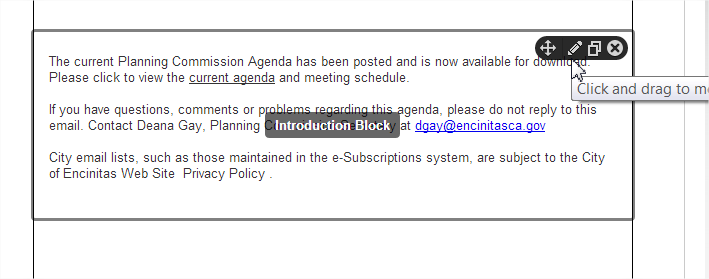 The current Planning Commission Agenda has been posted and is now available for download.
Please click to view the current agenda and meeting schedule.
Click and drag to m
If you have questions, comments or problems regarding this agenda, please do not reply to this
email. Contact Deana Gay, Planning at dgay@encinitasca.gov
Introduction Block
City email lists, such as those maintained in the e-Subscriptions system, are subject to the City
of Encinitas Web Site Privacy Policy .